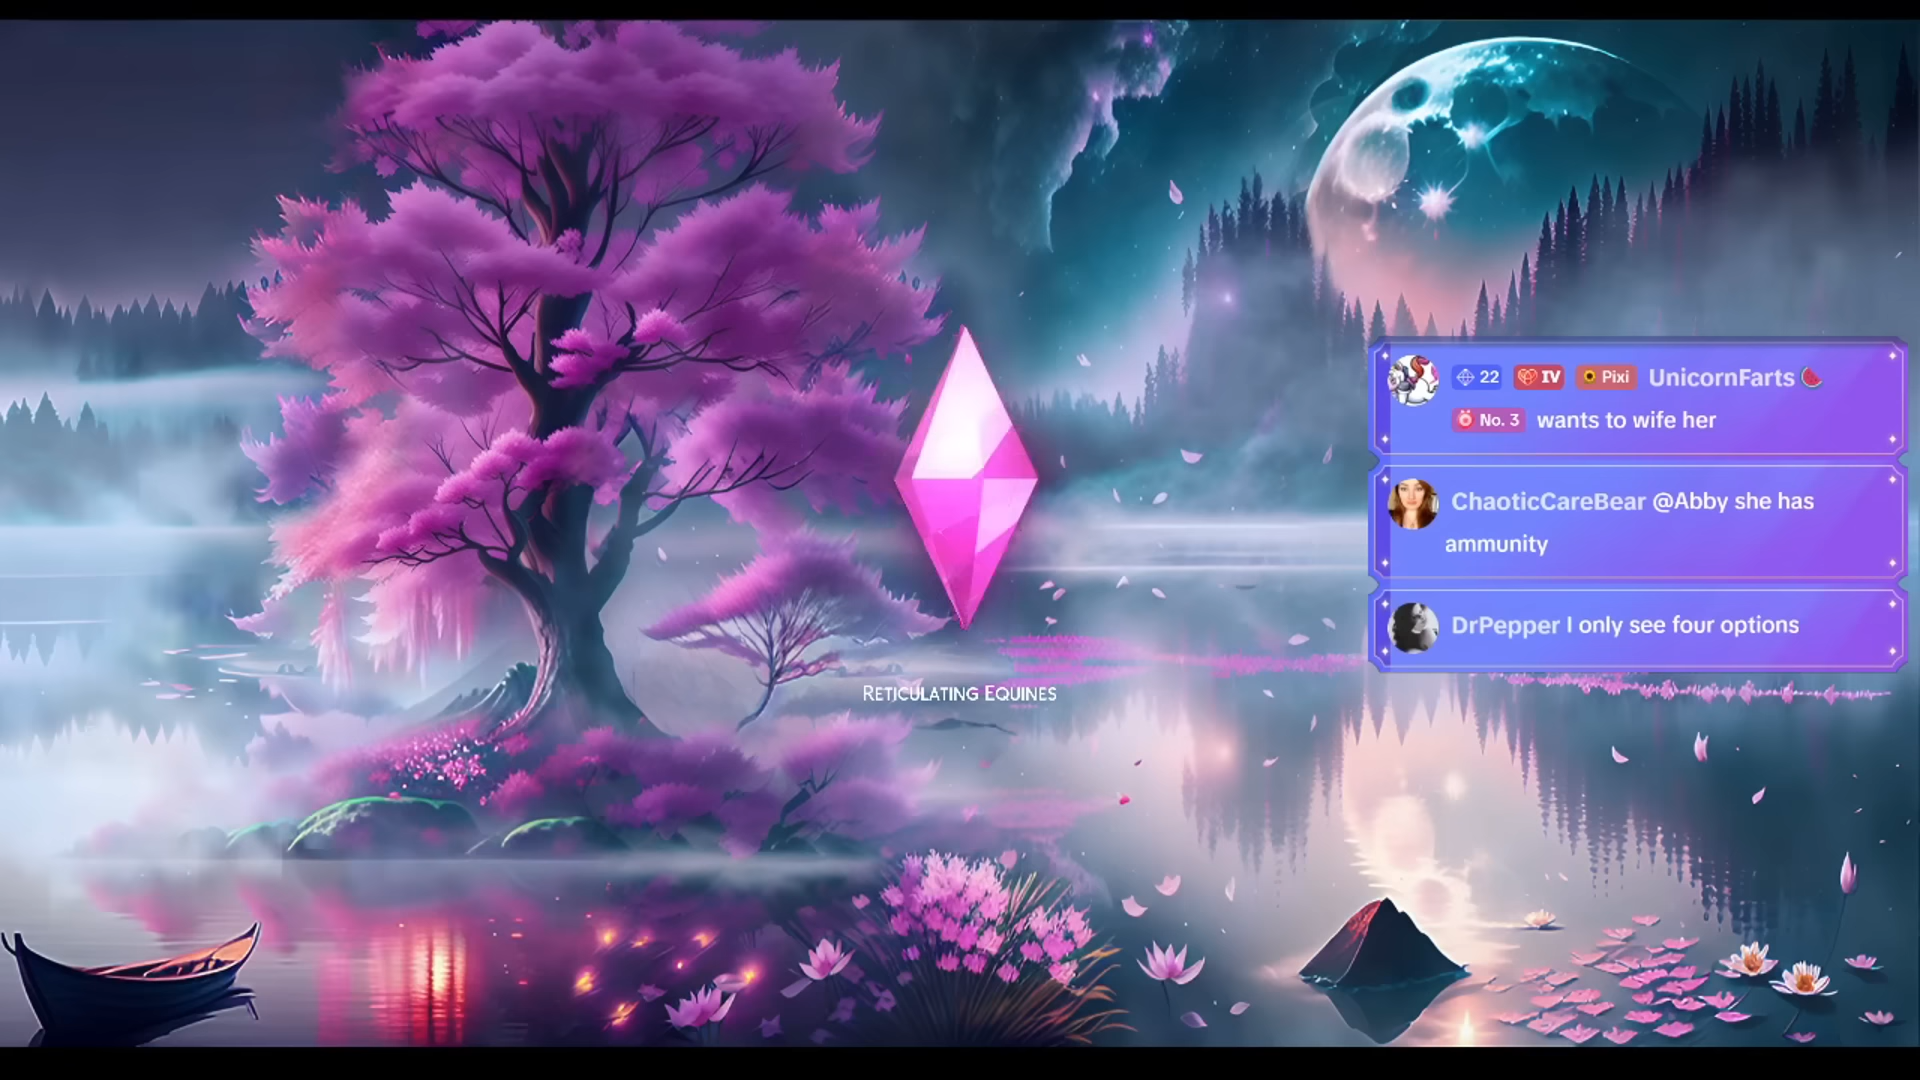 22 IV Pixi UnicornFarts🍉
No. 3 wants to wife her
ChaoticCareBear @Abby she has
ammunity
DrPepper I only see four options
Reticulating Equines